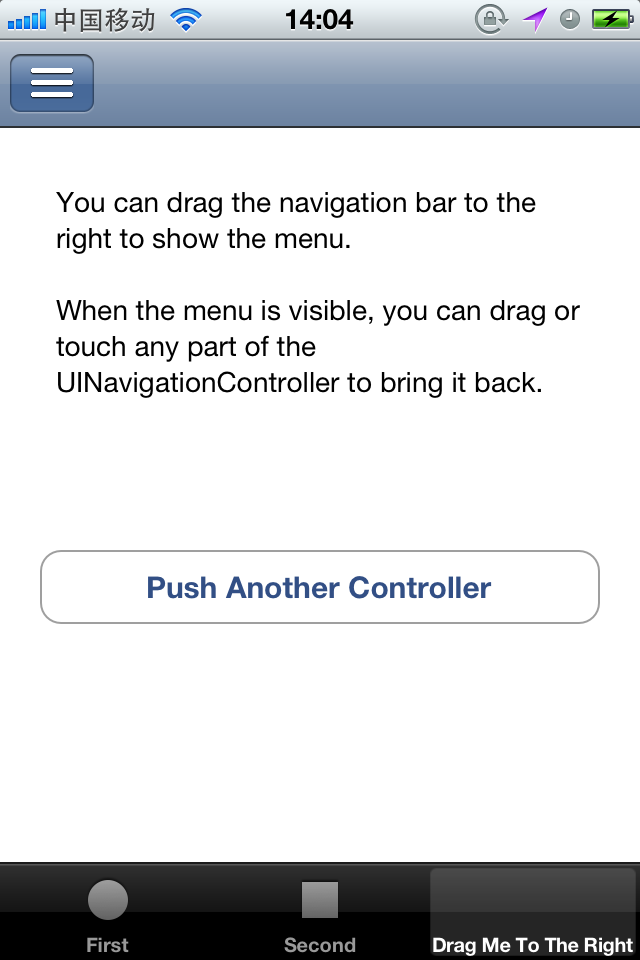 中国移动 14:04
You can drag the navigation bar to the
right to show the menu.
When the menu is visible, you can drag or
touch any part of the
UINavigationController to bring it back.
Push Another Controller
First Second Drag Me To The Right